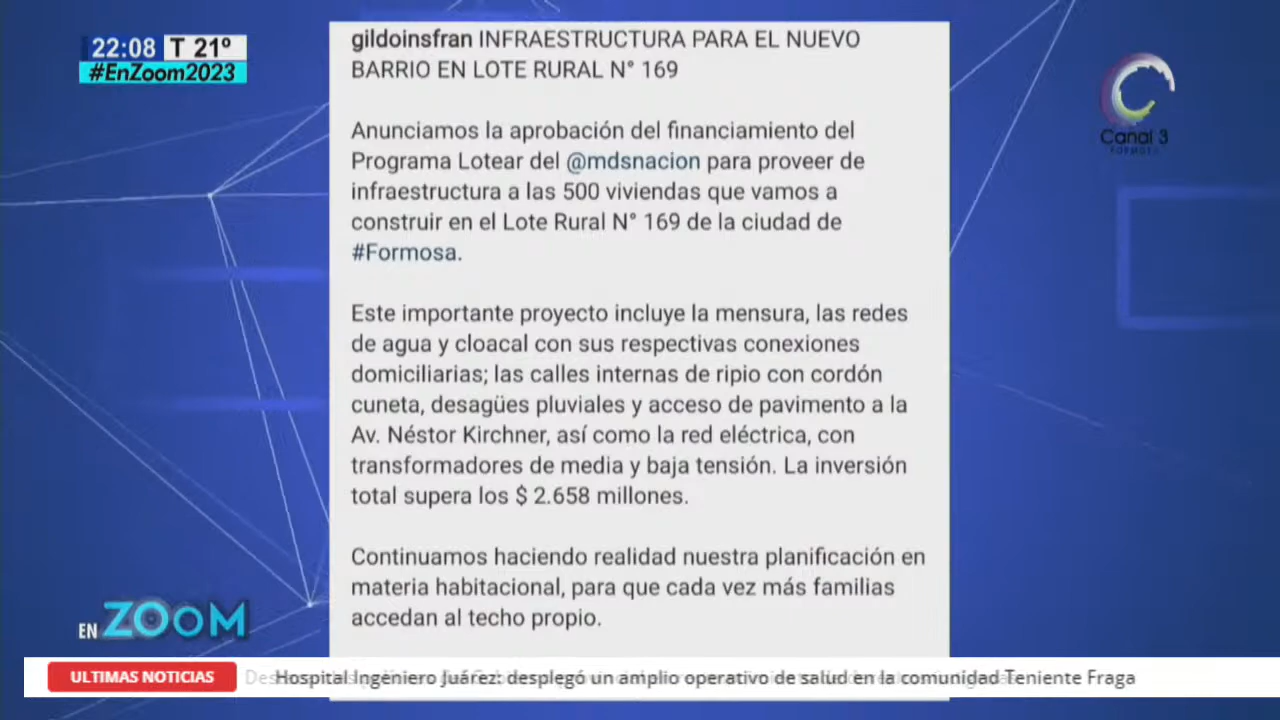 22:08 T 21º
#EnZoom2023
gildoinsfran INFRAESTRUCTURA PARA EL NUEVO
BARRIO EN LOTE RURAL N° 169
Anunciamos la aprobación del financiamiento del
Programa Lotear del @mdsnacion para proveer de
infraestructura a las 500 viviendas que vamos a
construir en el Lote Rural N° 169 de la ciudad de
#Formosa.
Este importante proyecto incluye la mensura, las redes
de agua y cloacal con sus respectivas conexiones
domiciliarias; las calles internas de ripio con cordón
cuneta, desagües pluviales y acceso de pavimento a la
Av. Néstor Kirchner, así como la red eléctrica, con
transformadores de media y baja tensión. La inversión
total supera los $ 2.658 millones.
Continuamos haciendo realidad nuestra planificación en
materia habitacional, para que cada vez más familias
accedan al techo propio.
Canal 3
FORMOSA
EN ZOOM
ULTIMAS NOTICIAS Hospital Ingeniero Juárez: desplegó un amplio operativo de salud en la comunidad Teniente Fraga